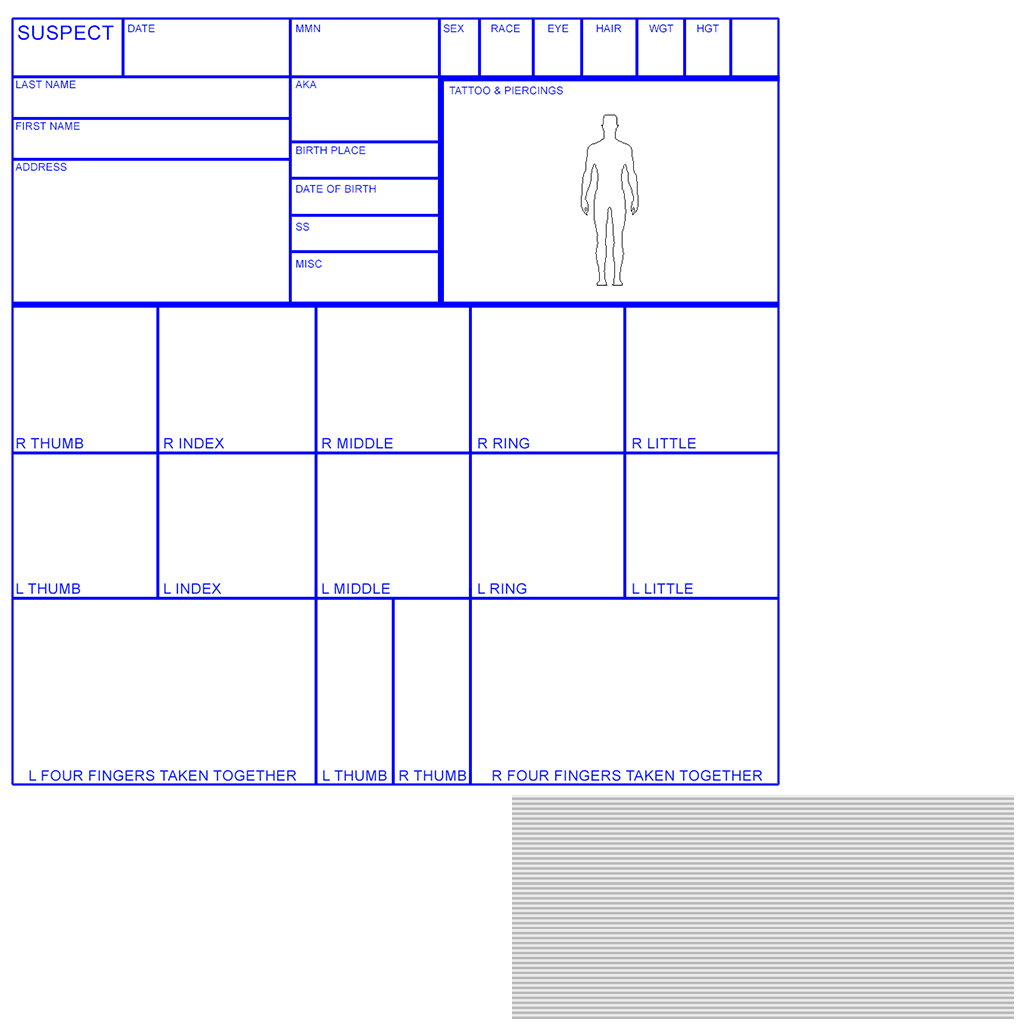 SUSPECT
DATE
MMN
SEX
RACE
EYE
HAIR
WGT
HGT
LAST NAME
AKA
TATTOO & PIERCINGS
FIRST NAME
BIRTH PLACE
ADDRESS
DATE OF BIRTH
SS
MISC
R THUMB
R INDEX
R MIDDLE
R RING
R LITTLE
L THUMB
L INDEX
L MIDDLE
L RING
L LITTLE
L FOUR FINGERS TAKEN TOGETHER
L THUMB
R THUMB
R FOUR FINGERS TAKEN TOGETHER